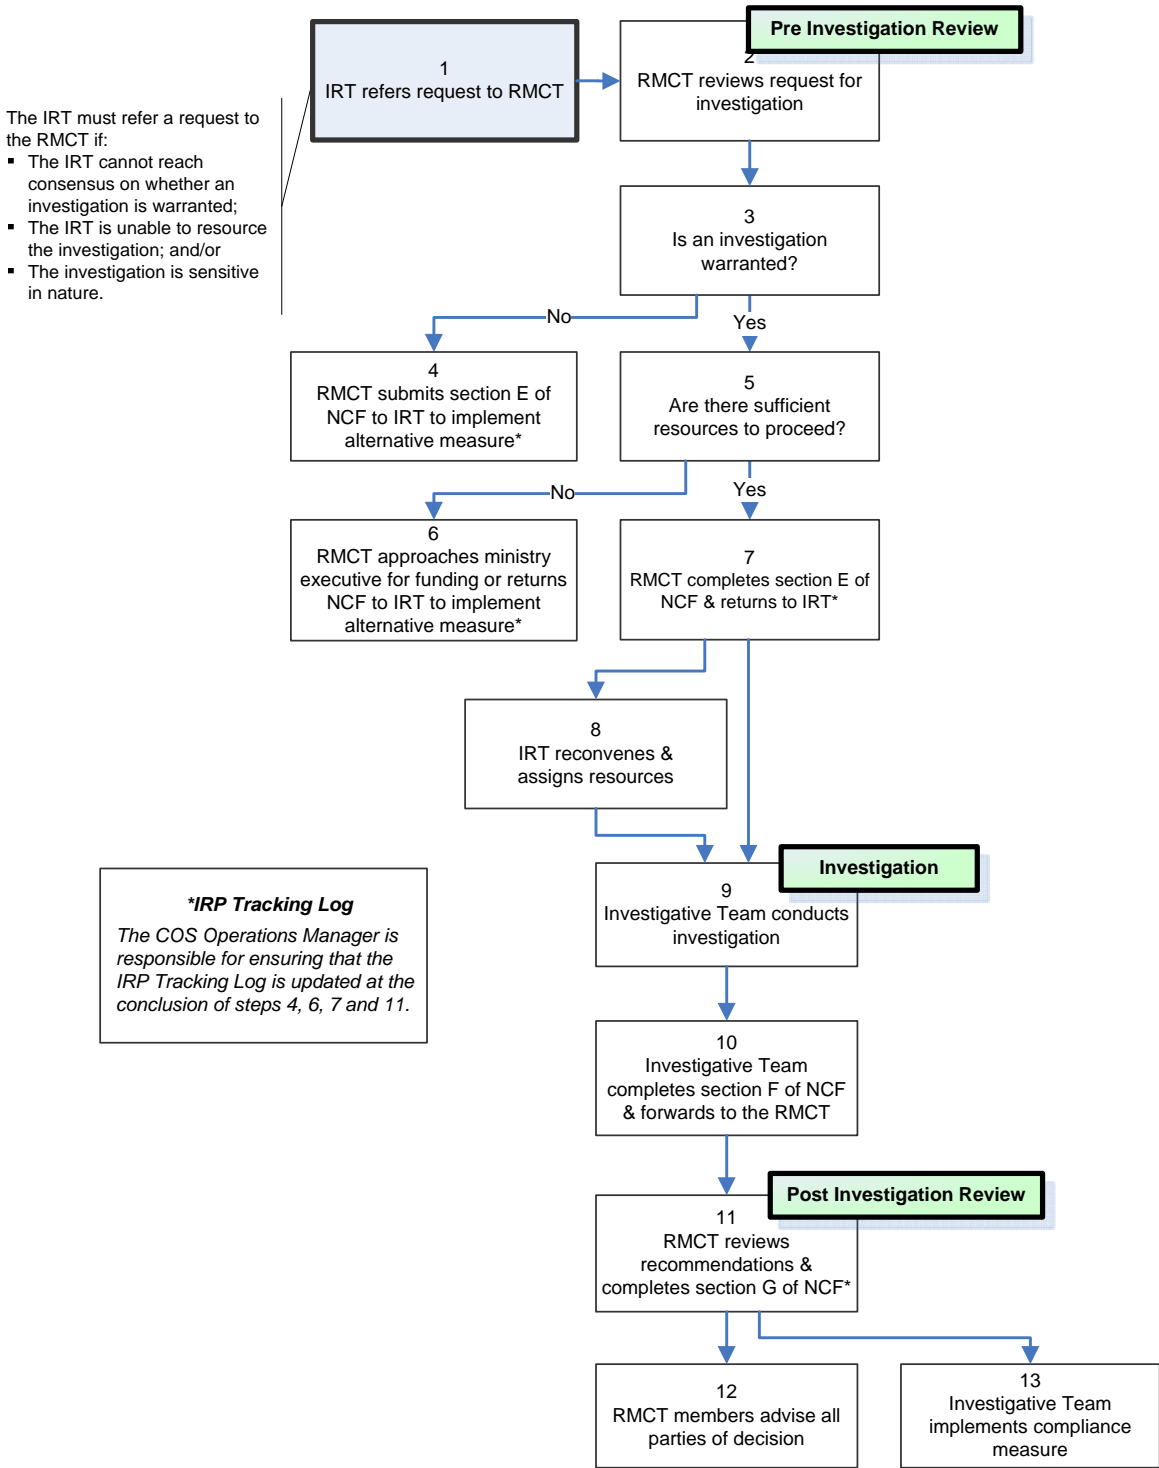 Pre Investigation Review
1
IRT refers request to RMCT
2
RMCT reviews request for
investigation
The IRT must refer a request to
the RMCT if:
▪ The IRT cannot reach
consensus on whether an
investigation is warranted;
▪ The IRT is unable to resource
the investigation; and/or
▪ The investigation is sensitive
in nature.
3
Is an investigation
warranted?
No
Yes
4
RMCT submits section E of
NCF to IRT to implement
alternative measure*
5
Are there sufficient
resources to proceed?
No
Yes
6
RMCT approaches ministry
executive for funding or returns
NCF to IRT to implement
alternative measure*
7
RMCT completes section E of
NCF & returns to IRT*
8
IRT reconvenes &
assigns resources
Investigation
9
Investigative Team conducts
investigation
*IRP Tracking Log
The COS Operations Manager is
responsible for ensuring that the
IRP Tracking Log is updated at the
conclusion of steps 4, 6, 7 and 11.
10
Investigative Team
completes section F of NCF
& forwards to the RMCT
Post Investigation Review
11
RMCT reviews
recommendations &
completes section G of NCF*
12
RMCT members advise all
parties of decision
13
Investigative Team
implements compliance
measure